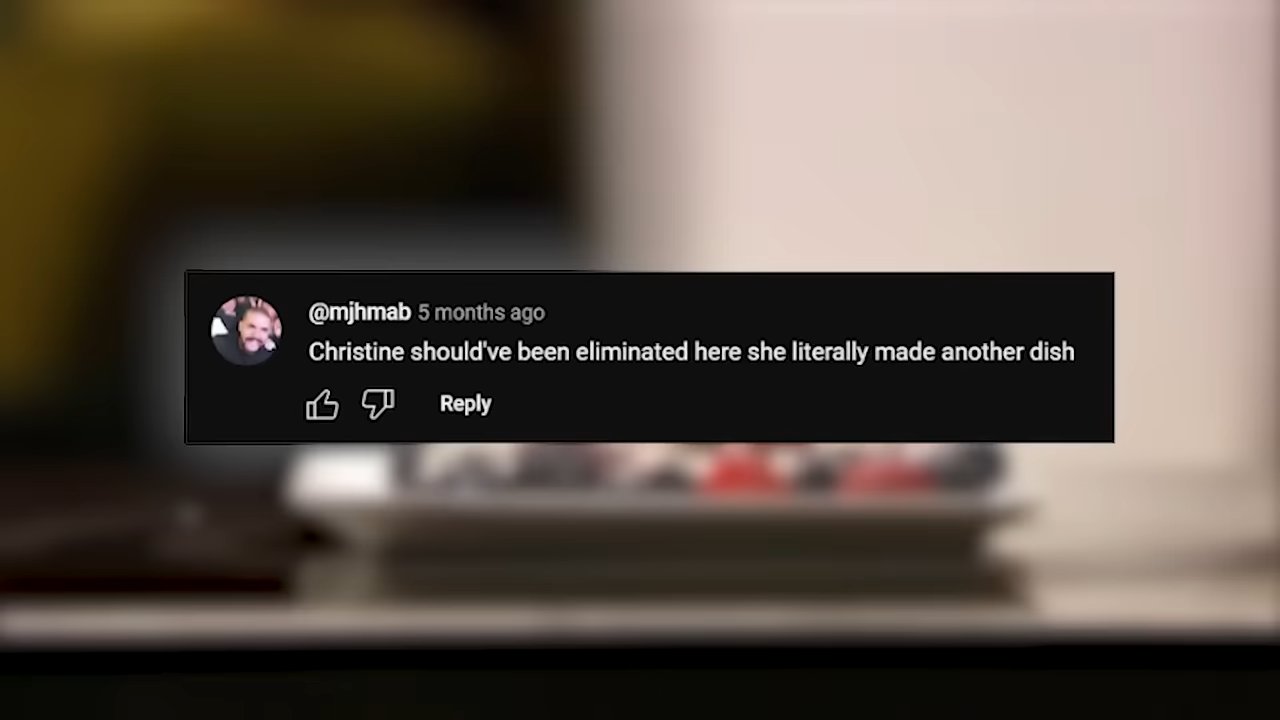 @mjhmab 5 months ago
Christine should've been eliminated here she literally made another dish
Reply